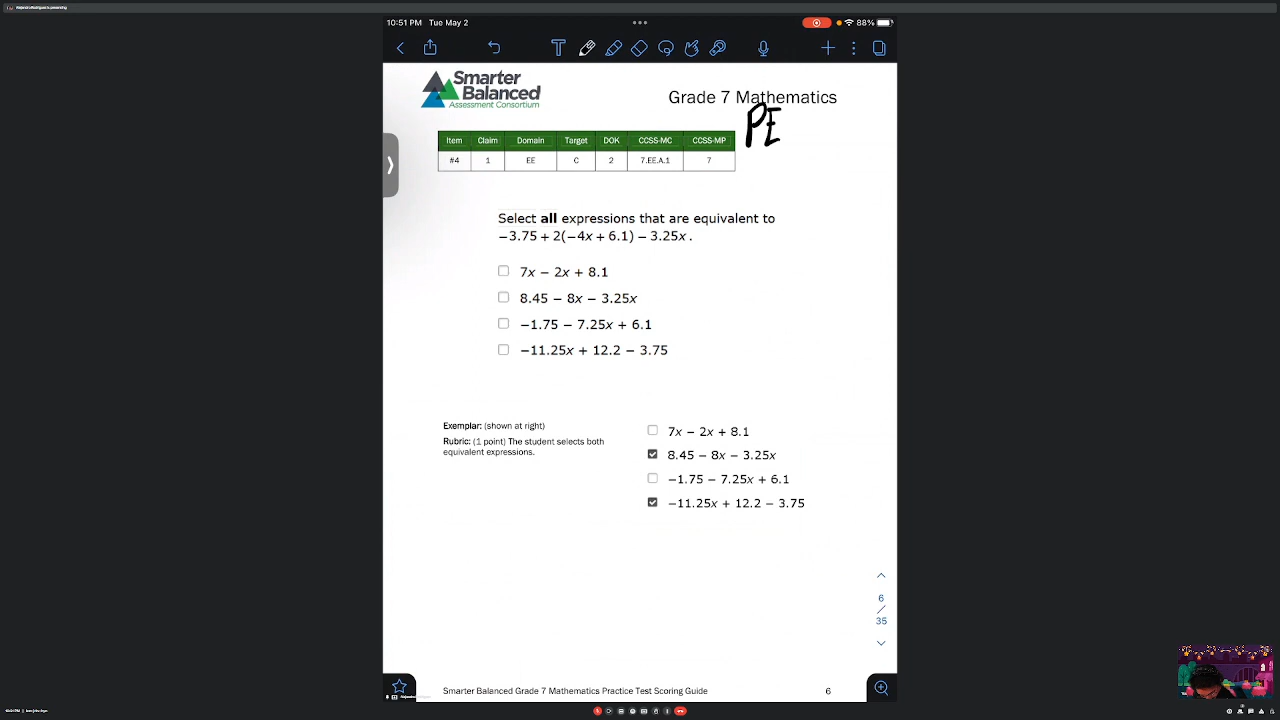 10:51 PM Tue May 2
88%
Smarter
Balanced
Assessment Consortium
Grade 7 Mathematics
PE
Item Claim Domain Target DOK CCSS-MC CCSS-MP
#4 1 EE C 2 7.EE.A.1 7
Select all expressions that are equivalent to
−3.75 + 2(−4x + 6.1) − 3.25x.
7x − 2x + 8.1
8.45 − 8x − 3.25x
−1.75 − 7.25x + 6.1
−11.25x + 12.2 − 3.75
Exemplar: (shown at right)
Rubric: (1 point) The student selects both
equivalent expressions.
7x − 2x + 8.1
8.45 − 8x − 3.25x
−1.75 − 7.25x + 6.1
−11.25x + 12.2 − 3.75
6
/
35
Smarter Balanced Grade 7 Mathematics Practice Test Scoring Guide 6